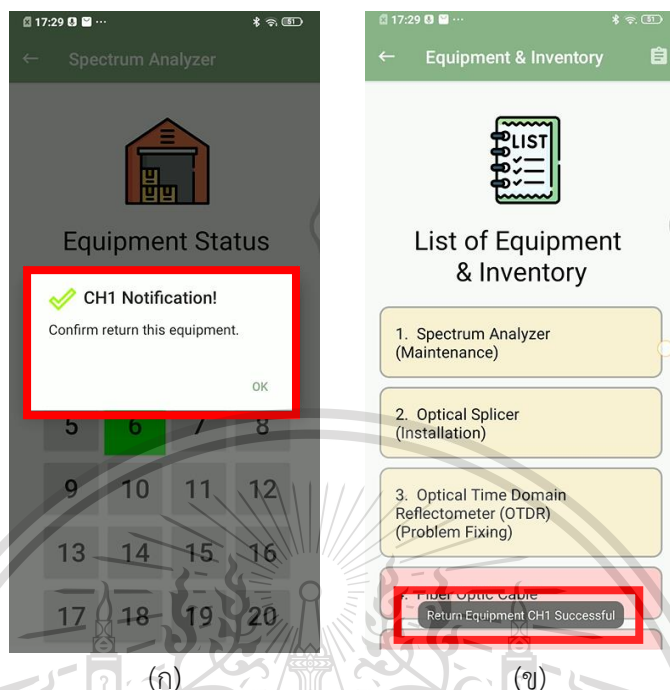 17:29
51
← Spectrum Analyzer
Equipment Status
CH1 Notification!
Confirm return this equipment.
OK
5 6 7 8
9 10 11 12
13 14 15 16
17 18 19 20
(ก)
17:29
51
← Equipment & Inventory
LIST
List of Equipment
& Inventory
1. Spectrum Analyzer
(Maintenance)
2. Optical Splicer
(Installation)
3. Optical Time Domain
Reflectometer (OTDR)
(Problem Fixing)
4. Fiber Optic Cable
Return Equipment CH1 Successful
(ข)